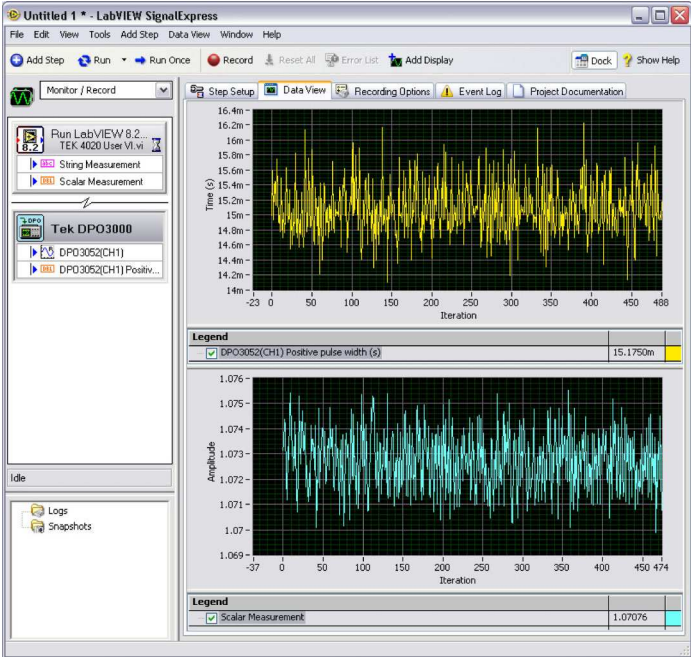 Untitled 1 * - LabVIEW SignalExpress
File Edit View Tools Add Step Data View Window Help
Add Step Run Run Once Record Reset All Error List Add Display Dock Show Help
Monitor / Record
Step Setup Data View Recording Options Event Log Project Documentation
8.2
Run LabVIEW 8.2...
TEK 4020 User VI.vi
abc String Measurement
DBL Scalar Measurement
DPO
Tek DPO3000
DPO3052(CH1)
DBL DPO3052(CH1) Positiv...
Idle
Logs
Snapshots
16.4m
16.2m
16m
15.8m
15.6m
15.4m
15.2m
15m
14.8m
14.6m
14.4m
14.2m
14m
Time (s)
-23 0 50 100 150 200 250 300 350 400 450 488
Iteration
Legend
DPO3052(CH1) Positive pulse width (s) 15.1750m
1.076
1.075
1.074
1.073
1.072
1.071
1.07
1.069
Amplitude
-37 0 50 100 150 200 250 300 350 400 450 474
Iteration
Legend
Scalar Measurement 1.07076